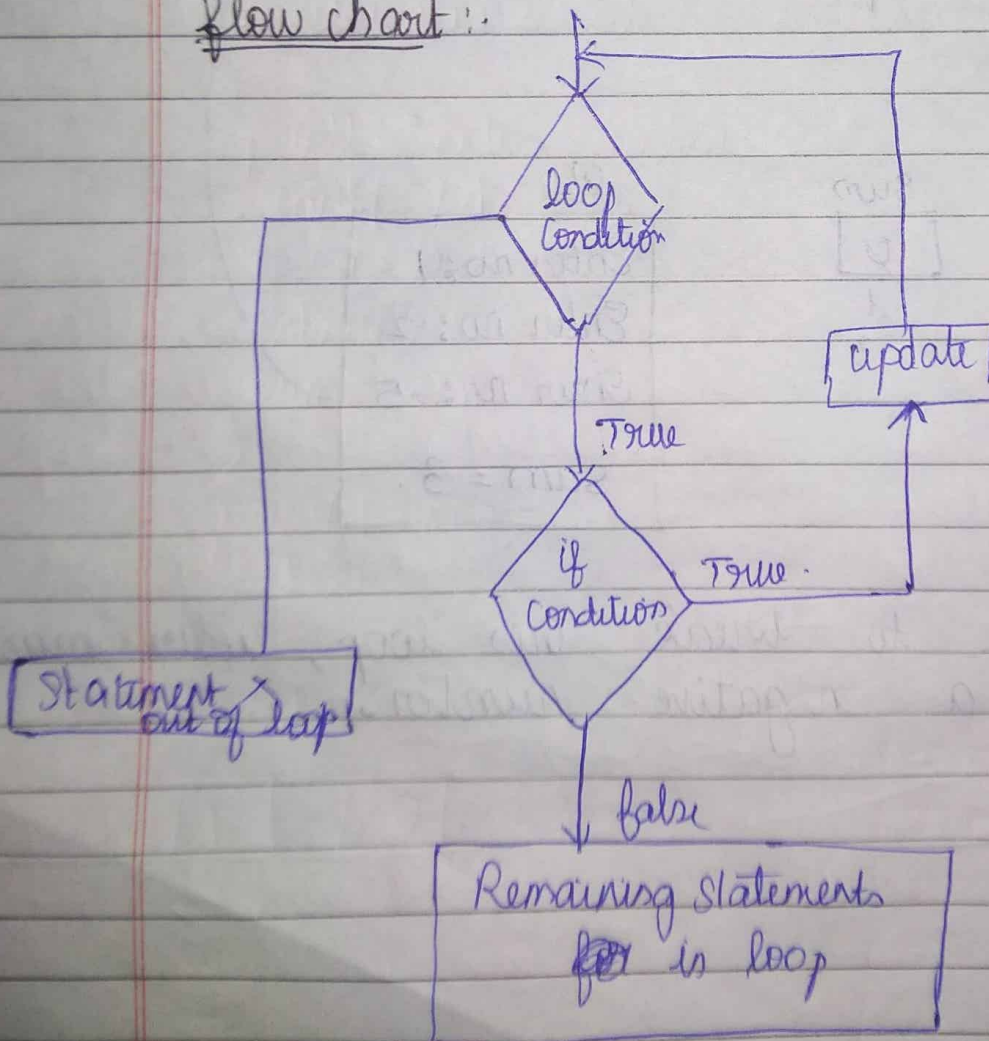 flow chart :-
loop
Condition
update
True
if
Condition
True.
Statement
out of loop
false
Remaining statements
in loop